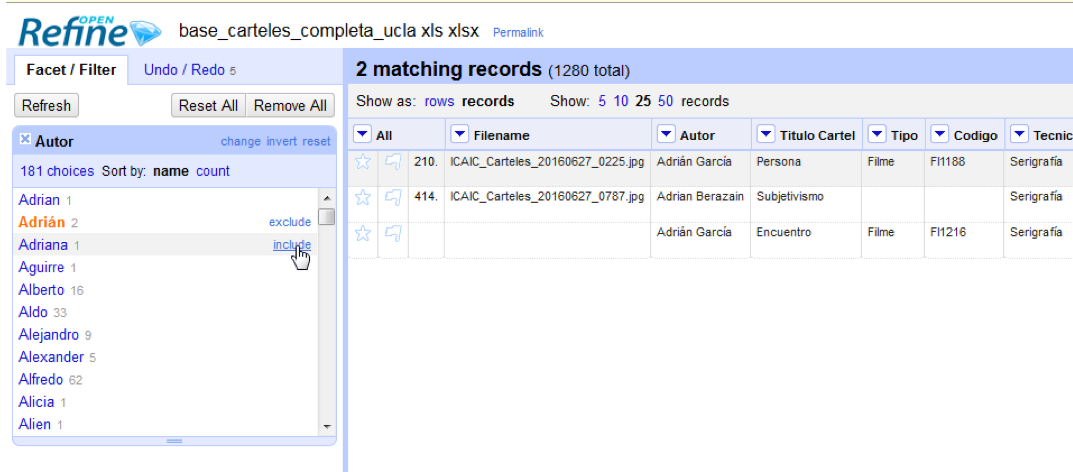 OPEN
Refine base_carteles_completa_ucla xls xlsx Permalink
Facet / Filter Undo / Redo 5
Refresh Reset All Remove All
Autor change invert reset
181 choices Sort by: name count
Adrian 1
Adrián 2 exclude
Adriana 1 include
Aguirre 1
Alberto 16
Aldo 33
Alejandro 9
Alexander 5
Alfredo 62
Alicia 1
Alien 1
2 matching records (1280 total)
Show as: rows records Show: 5 10 25 50 records
All Filename Autor Titulo Cartel Tipo Codigo Tecnic
210. ICAIC_Carteles_20160627_0225.jpg Adrián García Persona Filme FI1188 Serigrafía
414. ICAIC_Carteles_20160627_0787.jpg Adrian Berazain Subjetivismo Serigrafía
Adrián García Encuentro Filme FI1216 Serigrafía